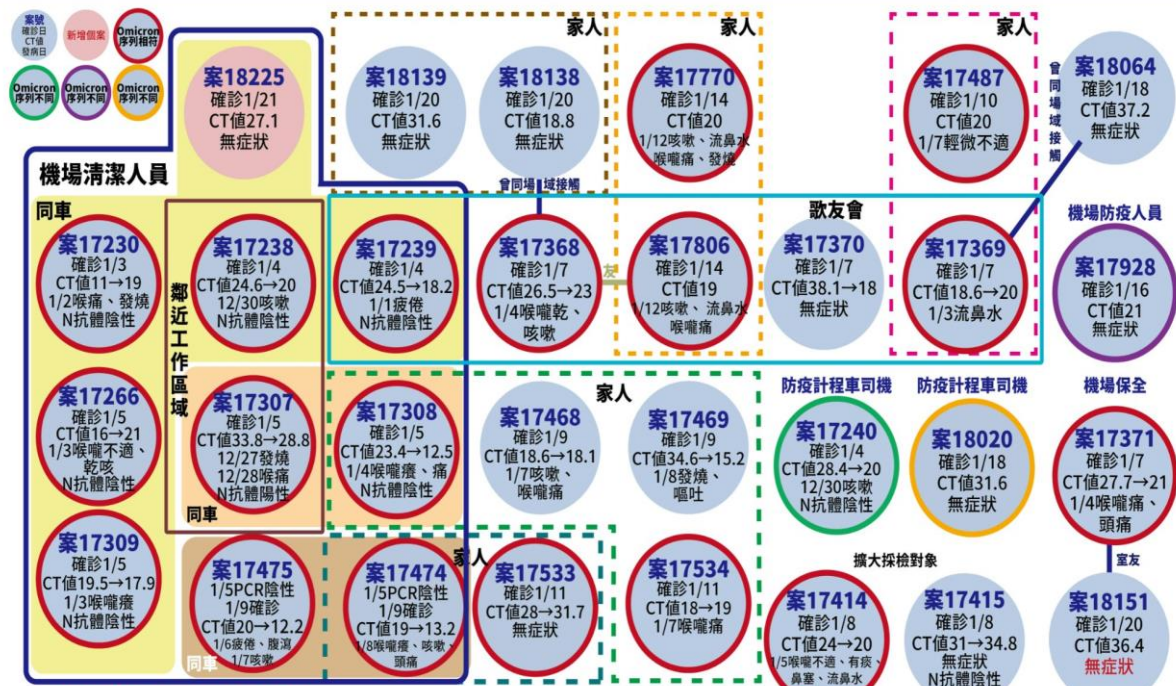 案號
確診日
CT值
發病日
新增個案
Omicron
序列相符
Omicron
序列不同
Omicron
序列不同
Omicron
序列不同
機場清潔人員
案18225
確診1/21
CT值27.1
無症狀
家人
案18139
確診1/20
CT值31.6
無症狀
案18138
確診1/20
CT值18.8
無症狀
曾同場域接觸
家人
案17770
確診1/14
CT值20
1/12咳嗽、流鼻水
喉嚨痛、發燒
家人
案17487
確診1/10
CT值20
1/7輕微不適
曾同場域接觸
案18064
確診1/18
CT值37.2
無症狀
同車
案17230
確診1/3
CT值11→19
1/2喉痛、發燒
N抗體陰性
鄰近工作區域
案17238
確診1/4
CT值24.6→20
12/30咳嗽
N抗體陰性
案17239
確診1/4
CT值24.5→18.2
1/1疲倦
N抗體陰性
歌友會
案17368
確診1/7
CT值26.5→23
1/4喉嚨乾、
咳嗽
友
案17806
確診1/14
CT值19
1/12咳嗽、流鼻水
喉嚨痛
案17370
確診1/7
CT值38.1→18
無症狀
案17369
確診1/7
CT值18.6→20
1/3流鼻水
機場防疫人員
案17928
確診1/16
CT值21
無症狀
案17266
確診1/5
CT值16→21
1/3喉嚨不適、
乾咳
N抗體陰性
案17307
確診1/5
CT值33.8→28.8
12/27發燒
12/28喉痛
N抗體陽性
同車
案17308
確診1/5
CT值23.4→12.5
1/4喉嚨癢、痛
N抗體陰性
家人
案17468
確診1/9
CT值18.6→18.1
1/7咳嗽、
喉嚨痛
案17469
確診1/9
CT值34.6→15.2
1/8發燒、
嘔吐
防疫計程車司機
案17240
確診1/4
CT值28.4→20
12/30咳嗽
N抗體陰性
防疫計程車司機
案18020
確診1/18
CT值31.6
無症狀
機場保全
案17371
確診1/7
CT值27.7→21
1/4喉嚨痛、
頭痛
室友
案17309
確診1/5
CT值19.5→17.9
1/3喉嚨癢
N抗體陰性
案17475
1/5PCR陰性
1/9確診
CT值20→12.2
1/6疲倦、腹瀉
1/7咳嗽
同車
案17474
1/5PCR陰性
1/9確診
CT值19→13.2
1/8喉嚨癢、咳嗽、
頭痛
家人
案17533
確診1/11
CT值28→31.7
無症狀
案17534
確診1/11
CT值18→19
1/7喉嚨痛
擴大採檢對象
案17414
確診1/8
CT值24→20
1/5喉嚨不適、有痰、
鼻塞、流鼻水
案17415
確診1/8
CT值31→34.8
無症狀
N抗體陰性
案18151
確診1/20
CT值36.4
無症狀